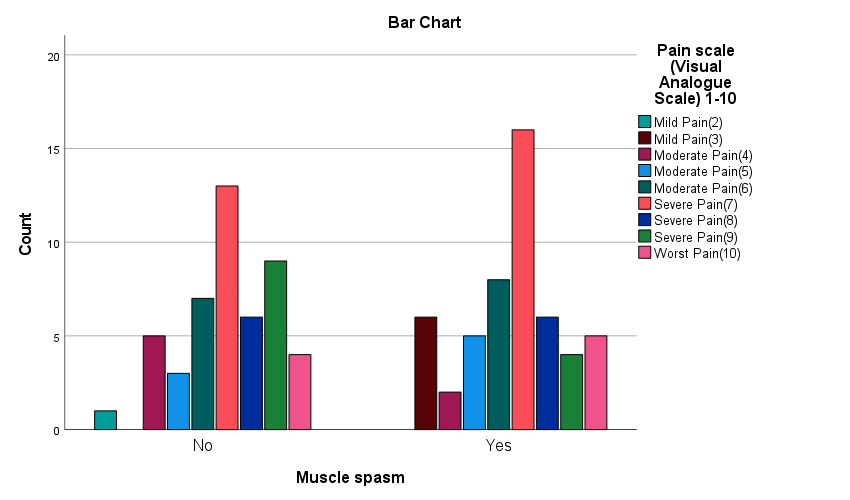 Bar Chart
20
15
10
5
0
Count
No
Yes
Muscle spasm
Pain scale
(Visual
Analogue
Scale) 1-10
Mild Pain(2)
Mild Pain(3)
Moderate Pain(4)
Moderate Pain(5)
Moderate Pain(6)
Severe Pain(7)
Severe Pain(8)
Severe Pain(9)
Worst Pain(10)